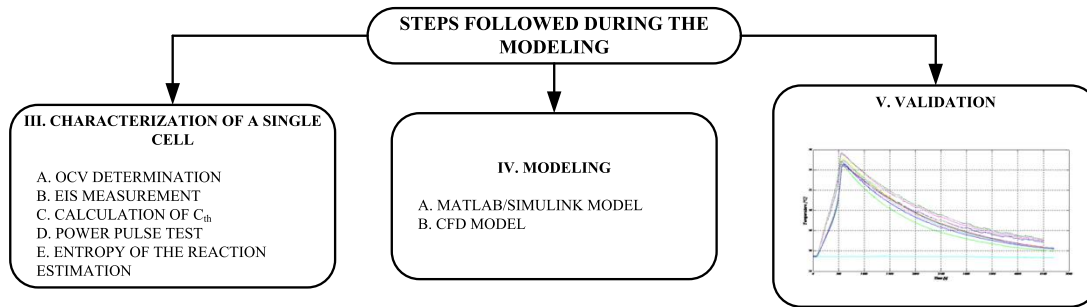 STEPS FOLLOWED DURING THE
MODELING
III. CHARACTERIZATION OF A SINGLE
CELL
A. OCV DETERMINATION
B. EIS MEASUREMENT
C. CALCULATION OF Cth
D. POWER PULSE TEST
E. ENTROPY OF THE REACTION
ESTIMATION
IV. MODELING
A. MATLAB/SIMULINK MODEL
B. CFD MODEL
V. VALIDATION